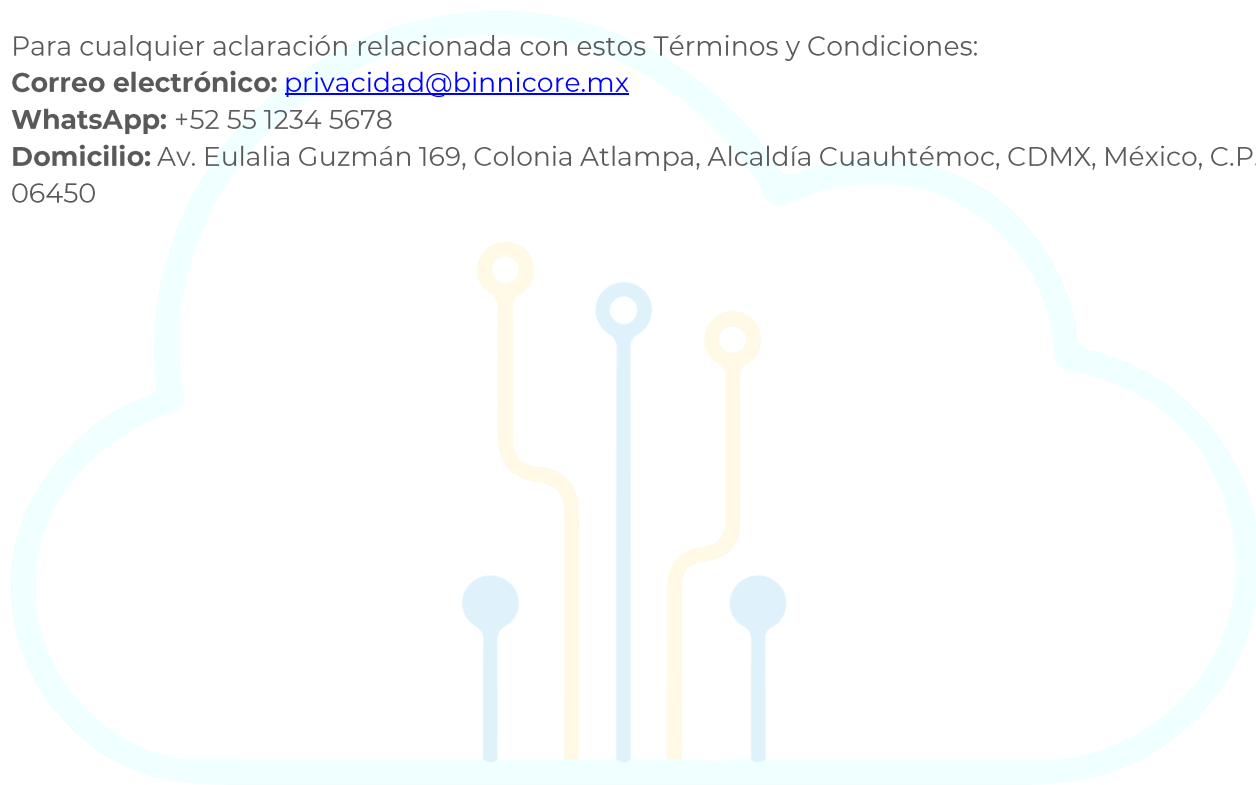 Para cualquier aclaración relacionada con estos Términos y Condiciones:
Correo electrónico: privacidad@binnicore.mx
WhatsApp: +52 55 1234 5678
Domicilio: Av. Eulalia Guzmán 169, Colonia Atlampa, Alcaldía Cuauhtémoc, CDMX, México, C.P.
06450